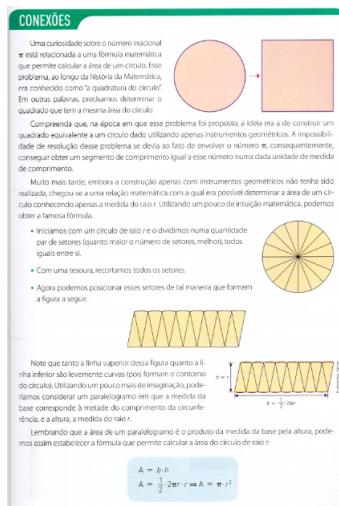 CONEXÕES
Uma curiosidade sobre o número irracional
π está relacionada a uma fórmula matemática
que permite calcular a área de um círculo. Esse
problema, ao longo da história da Matemática,
era conhecido como "a quadratura do círculo".
Em outras palavras, precisamos determinar o
quadrado que tem a mesma área do círculo.
Compreenda que, na época em que esse problema foi proposto, a ideia era a de construir um
quadrado equivalente a um círculo dado utilizando apenas instrumentos geométricos. A impossibili-
dade de resolução desse problema se devia ao fato de envolver o número π, consequentemente,
conseguir obter um segmento de comprimento igual a esse número numa dada unidade de medida
de comprimento.
Muito mais tarde, embora a construção apenas com instrumentos geométricos não tenha sido
realizada, chegou-se a uma relação matemática com a qual era possível determinar a área de um cír-
culo conhecendo apenas a medida do raio r. Utilizando um pouco de intuição matemática, podemos
obter a famosa fórmula.
• Iniciamos com um círculo de raio r e o dividimos numa quantidade
par de setores (quanto maior o número de setores, melhor), todos
iguais entre si.
• Com uma tesoura, recortamos todos os setores.
• Agora podemos posicionar esses setores de tal maneira que formem
a figura a seguir.
Note que tanto a linha superior dessa figura quanto a li-
nha inferior são levemente curvas (pois formam o contorno
do círculo). Utilizando um pouco mais de imaginação, pode-
ríamos considerar um paralelogramo em que a medida da
base corresponde à metade do comprimento da circunfe-
rência, e a altura, a medida do raio r.
h = r
b = 1/2 · 2πr
Lembrando que a área de um paralelogramo é o produto da medida da base pela altura, pode-
mos assim estabelecer a fórmula que permite calcular a área do círculo de raio r:
A = b·h
A = 1/2 · 2πr · r ⇒ A = π · r²